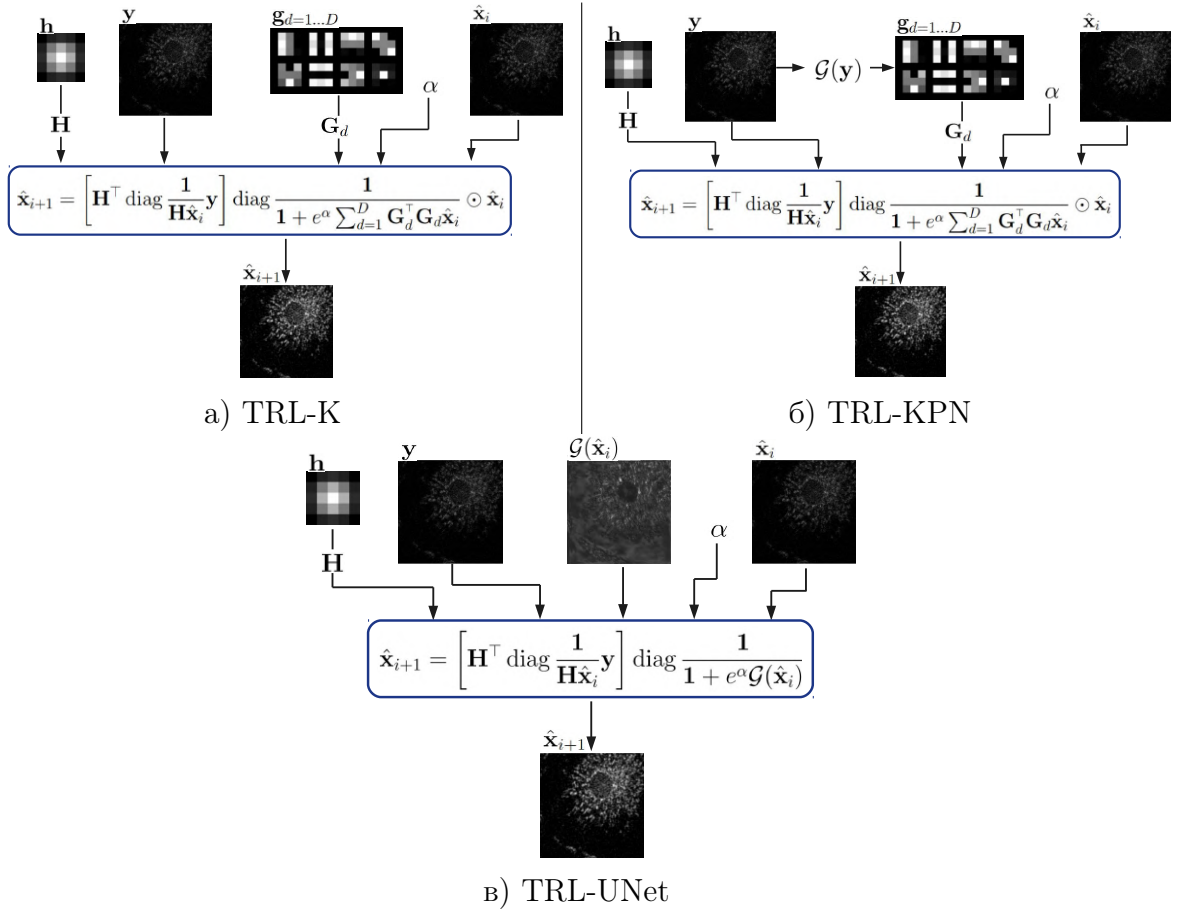 h y g_{d=1...D} x̂_i
H G_d α
x̂_{i+1} = [H^⊤ diag 1/(Hx̂_i) y] diag 1/(1 + e^α ∑_{d=1}^D G_d^⊤ G_d x̂_i) ⊙ x̂_i
x̂_{i+1}
а) TRL-K
h y g_{d=1...D} x̂_i
𝒢(y) α
H G_d
x̂_{i+1} = [H^⊤ diag 1/(Hx̂_i) y] diag 1/(1 + e^α ∑_{d=1}^D G_d^⊤ G_d x̂_i) ⊙ x̂_i
x̂_{i+1}
б) TRL-KPN
h y 𝒢(x̂_i) x̂_i
H α
x̂_{i+1} = [H^⊤ diag 1/(Hx̂_i) y] diag 1/(1 + e^α 𝒢(x̂_i))
x̂_{i+1}
в) TRL-UNet